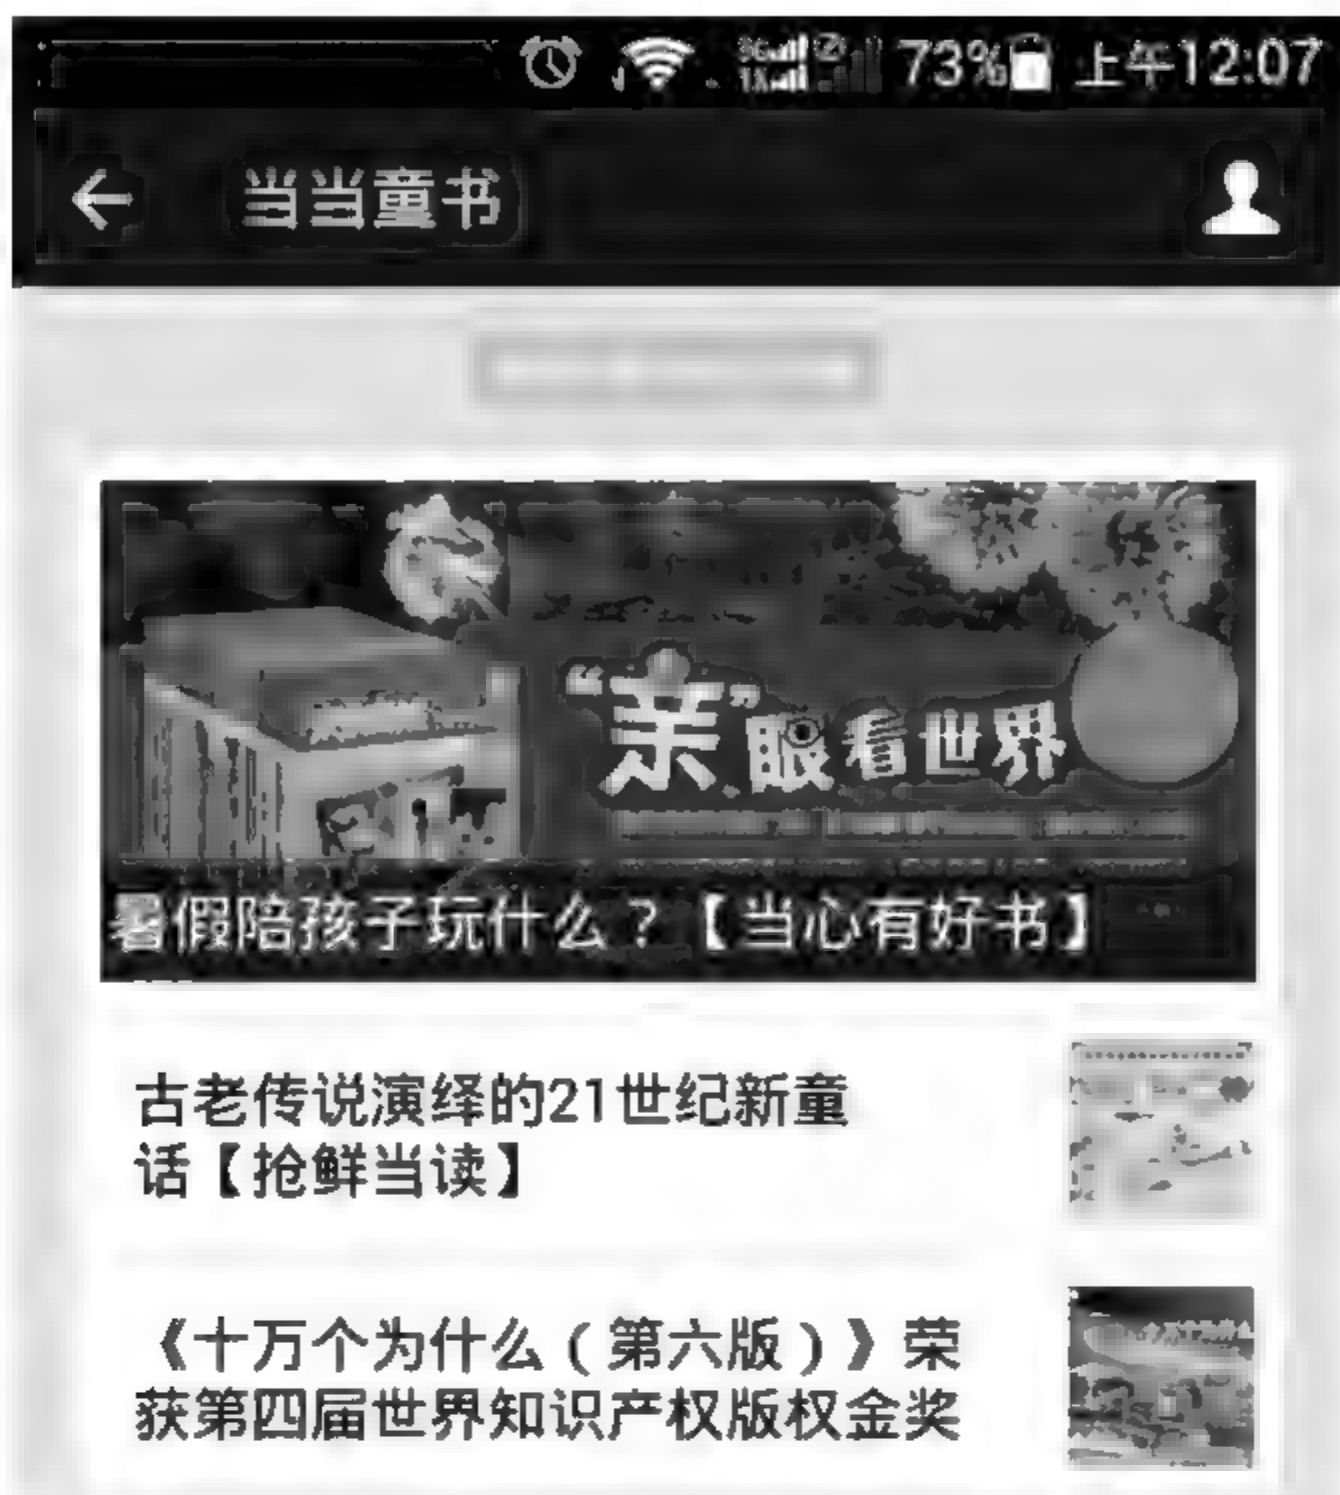 73% 上午12:07
当当童书
“亲”眼看世界
暑假陪孩子玩什么？【当心有好书】
古老传说演绎的21世纪新童
话【抢鲜当读】
《十万个为什么（第六版）》荣
获第四届世界知识产权版权金奖